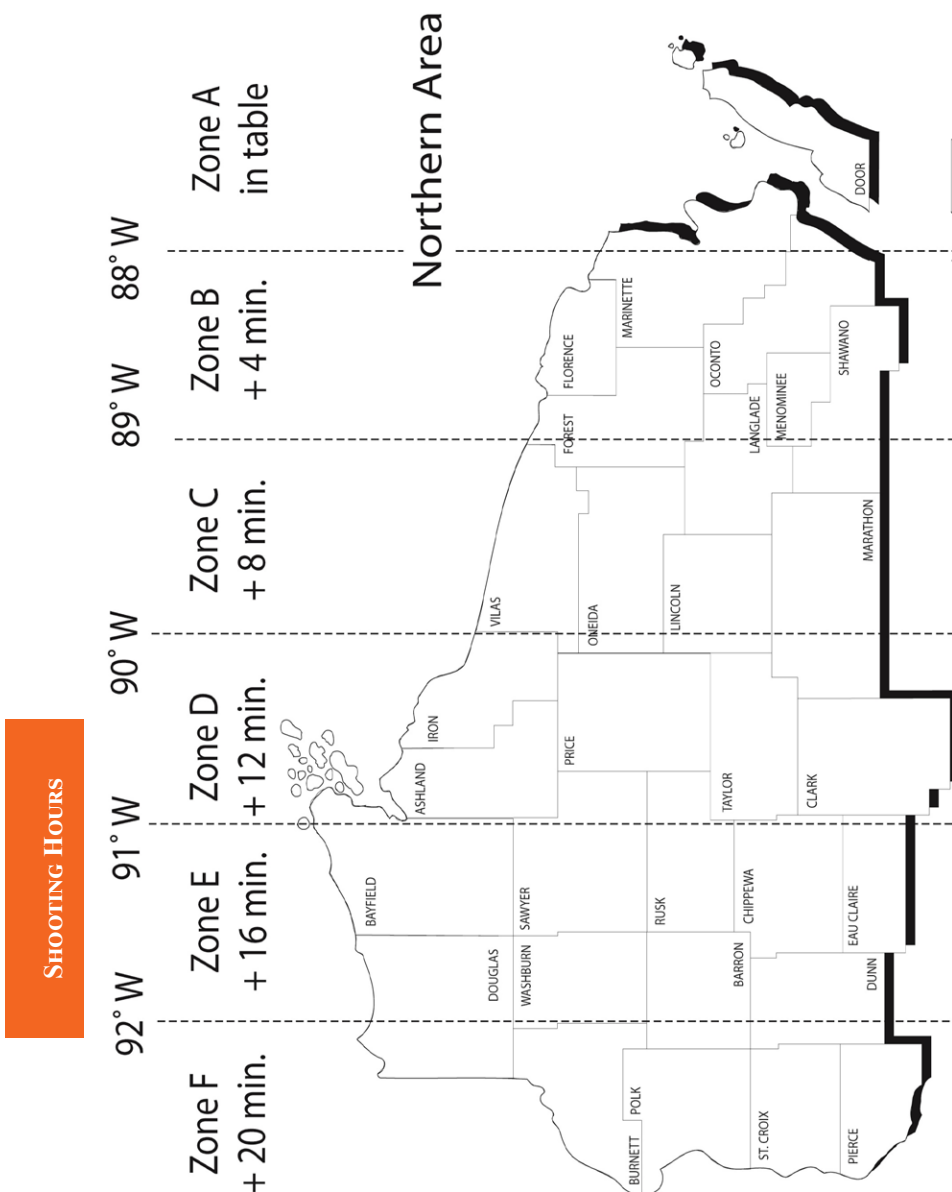 SHOOTING HOURS
Northern Area
92° W
91° W
90° W
89° W
88° W
Zone F
+ 20 min.
Zone E
+ 16 min.
Zone D
+ 12 min.
Zone C
+ 8 min.
Zone B
+ 4 min.
Zone A
in table
BAYFIELD
ASHLAND
IRON
VILAS
DOUGLAS
WASHBURN
SAWYER
PRICE
ONEIDA
FOREST
FLORENCE
MARINETTE
BURNETT
POLK
RUSK
LINCOLN
OCONTO
BARRON
CHIPPEWA
TAYLOR
LANGLADE
MENOMINEE
ST. CROIX
CLARK
SHAWANO
PIERCE
DUNN
EAU CLAIRE
MARATHON
DOOR